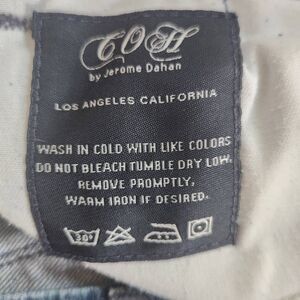 COH
by Jerome Dahan
LOS ANGELES CALIFORNIA
WASH IN COLD WITH LIKE COLORS
DO NOT BLEACH TUMBLE DRY LOW.
REMOVE PROMPTLY,
WARM IRON IF DESIRED.
30°